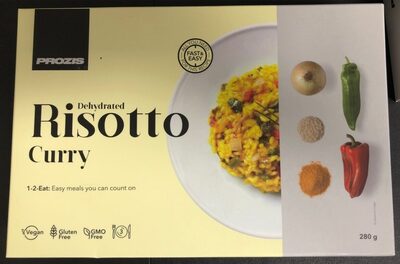 PROZIS
FAST&
EASY
Dehydrated
Risotto
Curry
1-2-Eat: Easy meals you can count on
Vegan
Gluten
Free
GMO
Free
3
280 g